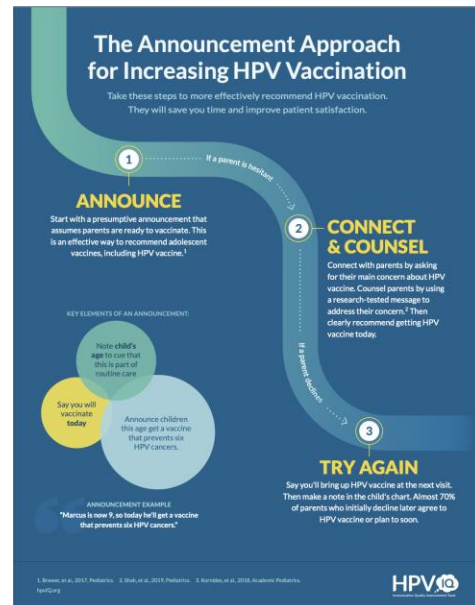 The Announcement Approach
for Increasing HPV Vaccination
Take these steps to more effectively recommend HPV vaccination.
They will save you time and improve patient satisfaction.
1
If a parent is hesitant
ANNOUNCE
Start with a presumptive announcement that
assumes parents are ready to vaccinate. This
is an effective way to recommend adolescent
vaccines, including HPV vaccine.1
2
CONNECT
& COUNSEL
Connect with parents by asking
for their main concern about HPV
vaccine. Counsel parents by using
a research-tested message to
address their concern.2 Then
clearly recommend getting HPV
vaccine today.
KEY ELEMENTS OF AN ANNOUNCEMENT:
Note child's
age to cue that
this is part of
routine care
Say you will
vaccinate
today
Announce children
this age get a vaccine
that prevents six
HPV cancers.
If a parent declines
3
TRY AGAIN
Say you'll bring up HPV vaccine at the next visit.
Then make a note in the child's chart. Almost 70%
of parents who initially decline later agree to
HPV vaccine or plan to soon.
ANNOUNCEMENT EXAMPLE
"Marcus is now 9, so today he'll get a vaccine
that prevents six HPV cancers."
1. Brewer, et al., 2017, Pediatrics. 2. Shah, et al., 2019, Pediatrics. 3. Kornides, et al., 2018, Academic Pediatrics.
hpvIQ.org
HPV IQ
Immunization Quality Improvement Tools